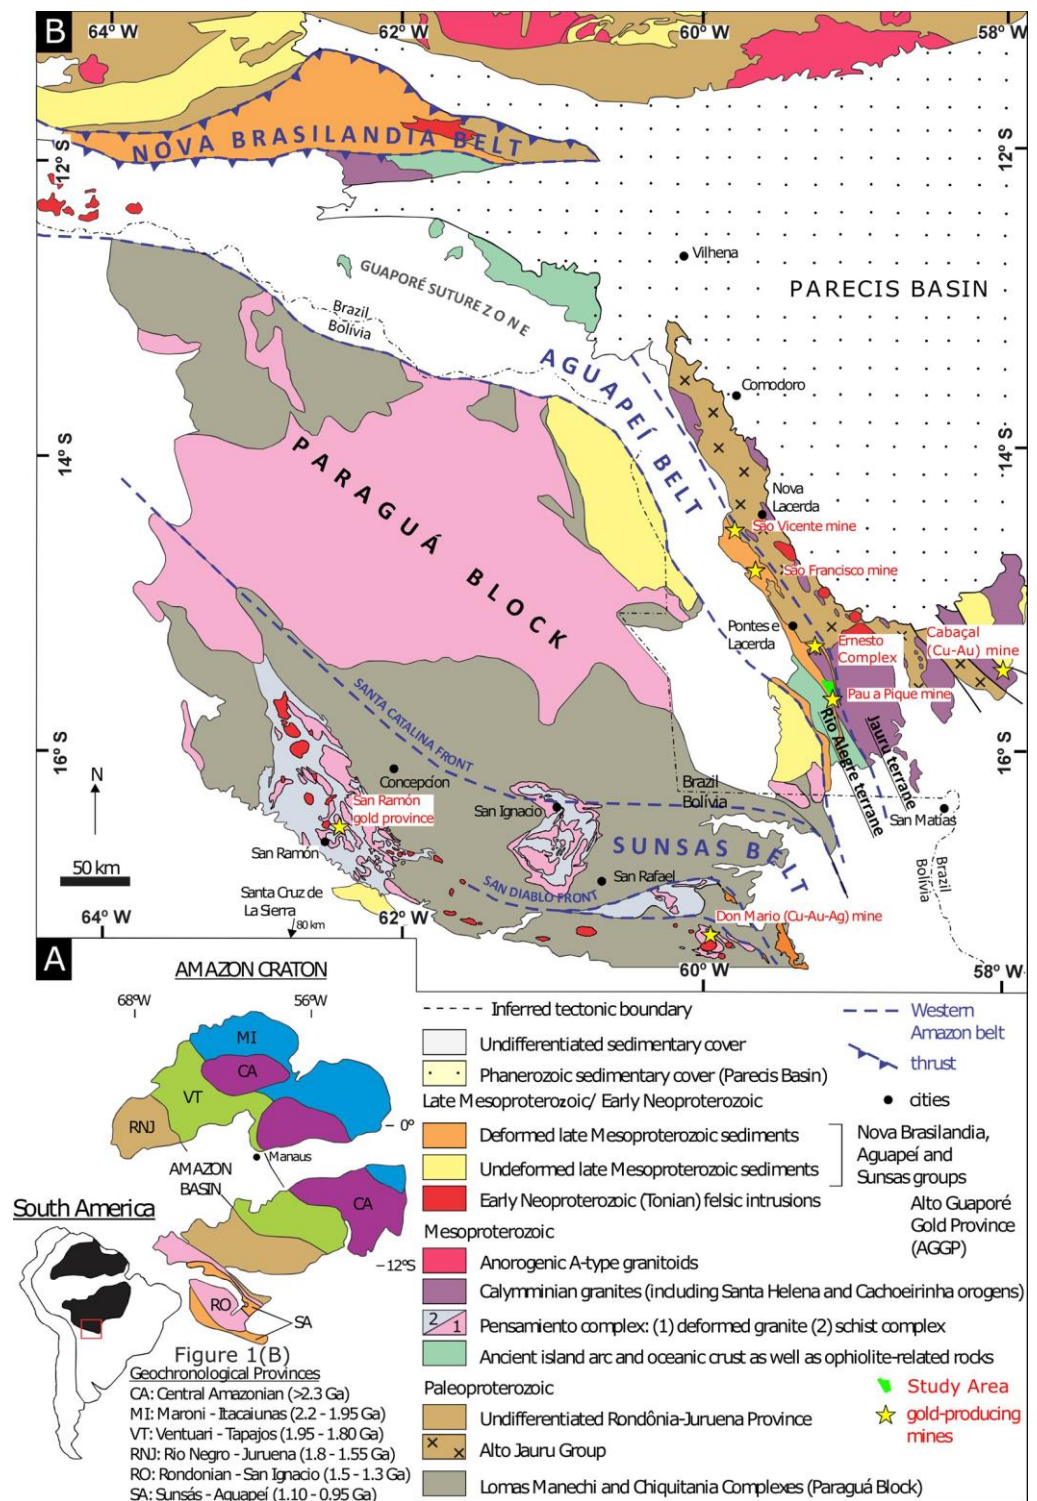 B
64° W
62° W
60° W
58° W
NOVA BRASILANDIA BELT
12° S
12° S
Vilhena
GUAPORÉ SUTURE ZONE
PARECIS BASIN
Brazil
Bolívia
AGUAPEÍ BELT
Comodoro
14° S
14° S
PARAGUÁ BLOCK
Nova
Lacerda
São Vicente mine
São Francisco mine
Pontes e
Lacerda
Ernesto
Complex
Cabaçal
(Cu-Au) mine
Pau a Pique mine
SANTA CATALINA FRONT
Rio Alegre terrane
Jauru terrane
16° S
16° S
N
Concepcíon
San Ramón
gold province
San Ignacio
Brazil
Bolívia
San Matías
Brazil
Bolívia
50 km
San Ramón
SUNSAS BELT
San Rafael
SAN DIABLO FRONT
Santa Cruz de
La Sierra
80 km
Don Mario (Cu-Au-Ag) mine
64° W
62° W
60° W
58° W
A
AMAZON CRATON
68°W
56°W
MI
CA
VT
RNJ
0°
Manaus
AMAZON
BASIN
CA
South America
12°S
RO
SA
Figure 1(B)
Geochronological Provinces
CA: Central Amazonian (>2.3 Ga)
MI: Maroni - Itacaiunas (2.2 - 1.95 Ga)
VT: Ventuari - Tapajos (1.95 - 1.80 Ga)
RNJ: Rio Negro - Juruena (1.8 - 1.55 Ga)
RO: Rondonian - San Ignacio (1.5 - 1.3 Ga)
SA: Sunsás - Aguapeí (1.10 - 0.95 Ga)
Inferred tectonic boundary
Undifferentiated sedimentary cover
Phanerozoic sedimentary cover (Parecis Basin)
Late Mesoproterozoic/ Early Neoproterozoic
Deformed late Mesoproterozoic sediments
Undeformed late Mesoproterozoic sediments
Early Neoproterozoic (Tonian) felsic intrusions
Mesoproterozoic
Anorogenic A-type granitoids
Calymminian granites (including Santa Helena and Cachoeirinha orogens)
2
1
Pensamiento complex: (1) deformed granite (2) schist complex
Ancient island arc and oceanic crust as well as ophiolite-related rocks
Paleoproterozoic
Undifferentiated Rondônia-Juruena Province
Alto Jauru Group
Lomas Manechi and Chiquitania Complexes (Paraguá Block)
Western
Amazon belt
thrust
cities
Nova Brasilandia,
Aguapeí and
Sunsas groups
Alto Guaporé
Gold Province
(AGGP)
Study Area
gold-producing
mines